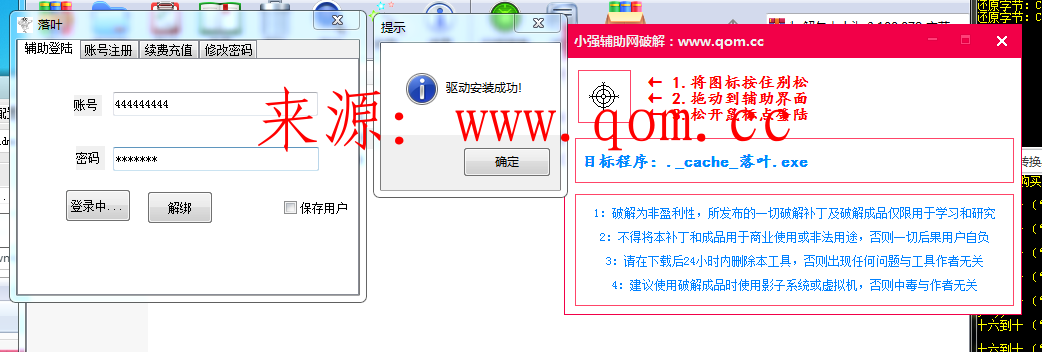 落叶
辅助登陆
账号注册
续费充值
修改密码
账号
444444444
密码
*******
登录中...
解绑
保存用户
提示
驱动安装成功!
确定
来源：www.qom.cc
小强辅助网破解：www.qom.cc
← 1.将图标按住别松
← 2.拖动到辅助界面
← 3.松开鼠标点登陆
目标程序：._cache_落叶.exe
1：破解为非盈利性，所发布的一切破解补丁及破解成品仅限用于学习和研究
2：不得将本补丁和成品用于商业使用或非法用途，否则一切后果用户自负
3：请在下载后24小时内删除本工具，否则出现任何问题与工具作者无关
4：建议使用破解成品时使用影子系统或虚拟机，否则中毒与作者无关
还原字节：C
还原字节：C
转换
购买
十六到十（
十六到十（